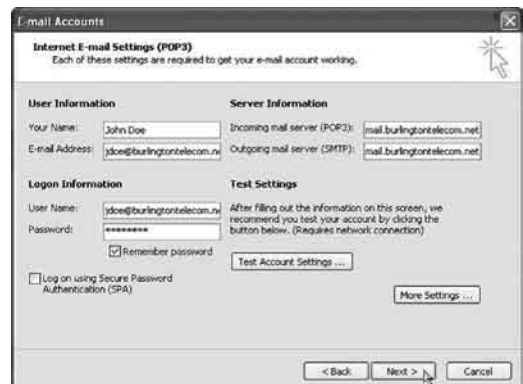 E-mail Accounts
Internet E-mail Settings (POP3)
Each of these settings are required to get your e-mail account working.
User Information
Your Name: John Doe
E-mail Address: jdoe@burlingtontelecom.ne
Server Information
Incoming mail server (POP3): mail.burlingtontelecom.net
Outgoing mail server (SMTP): mail.burlingtontelecom.net
Logon Information
User Name: jdoe@burlingtontelecom.ne
Password: ********
Remember password
Log on using Secure Password
Authentication (SPA)
Test Settings
After filling out the information on this screen, we
recommend you test your account by clicking the
button below. (Requires network connection)
Test Account Settings ...
More Settings ...
< Back
Next >
Cancel